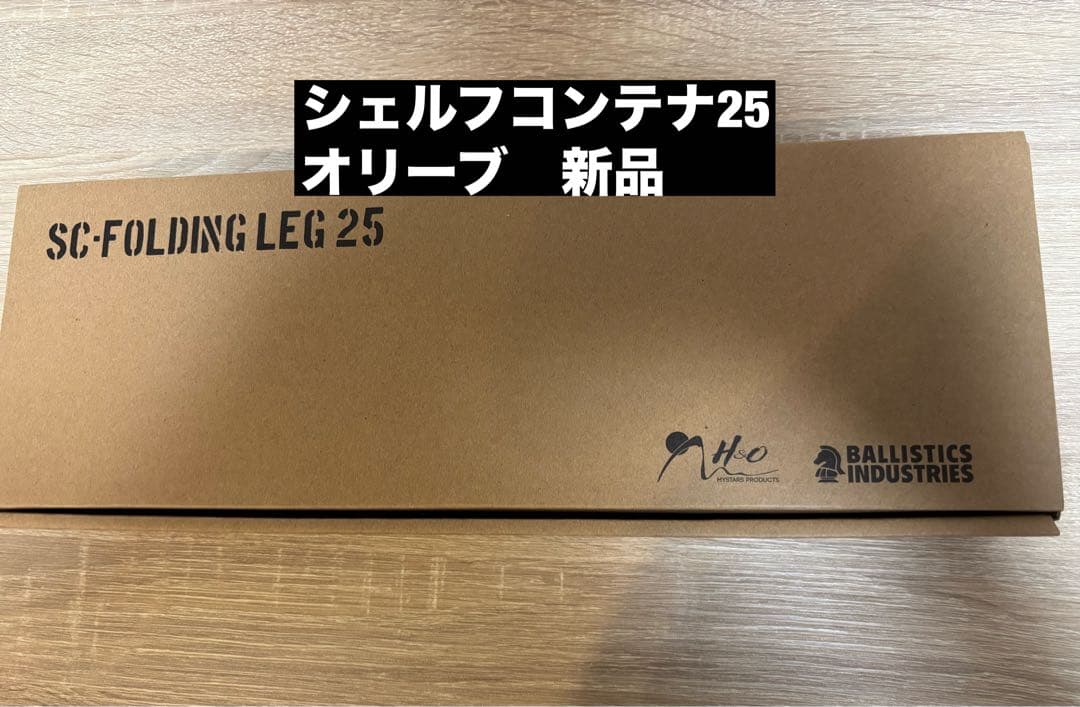 シェルフコンテナ25
オリーブ　新品
SC-FOLDING LEG 25
H&O
MYSTARS PRODUCTS
BALLISTICS
INDUSTRIES